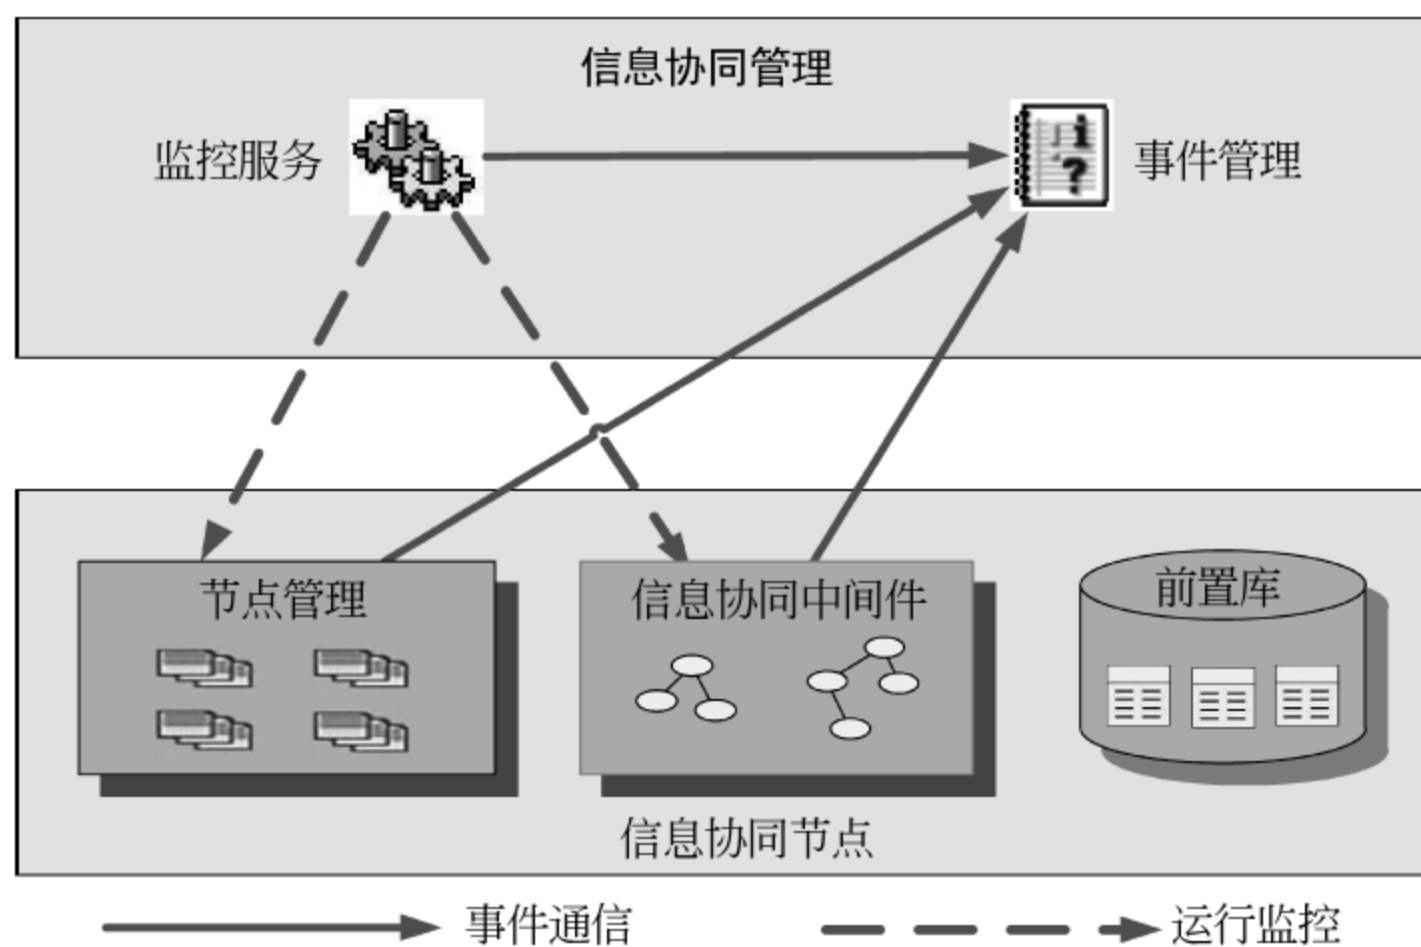 信息协同管理
监控服务
事件管理
节点管理
信息协同中间件
前置库
信息协同节点
事件通信
运行监控